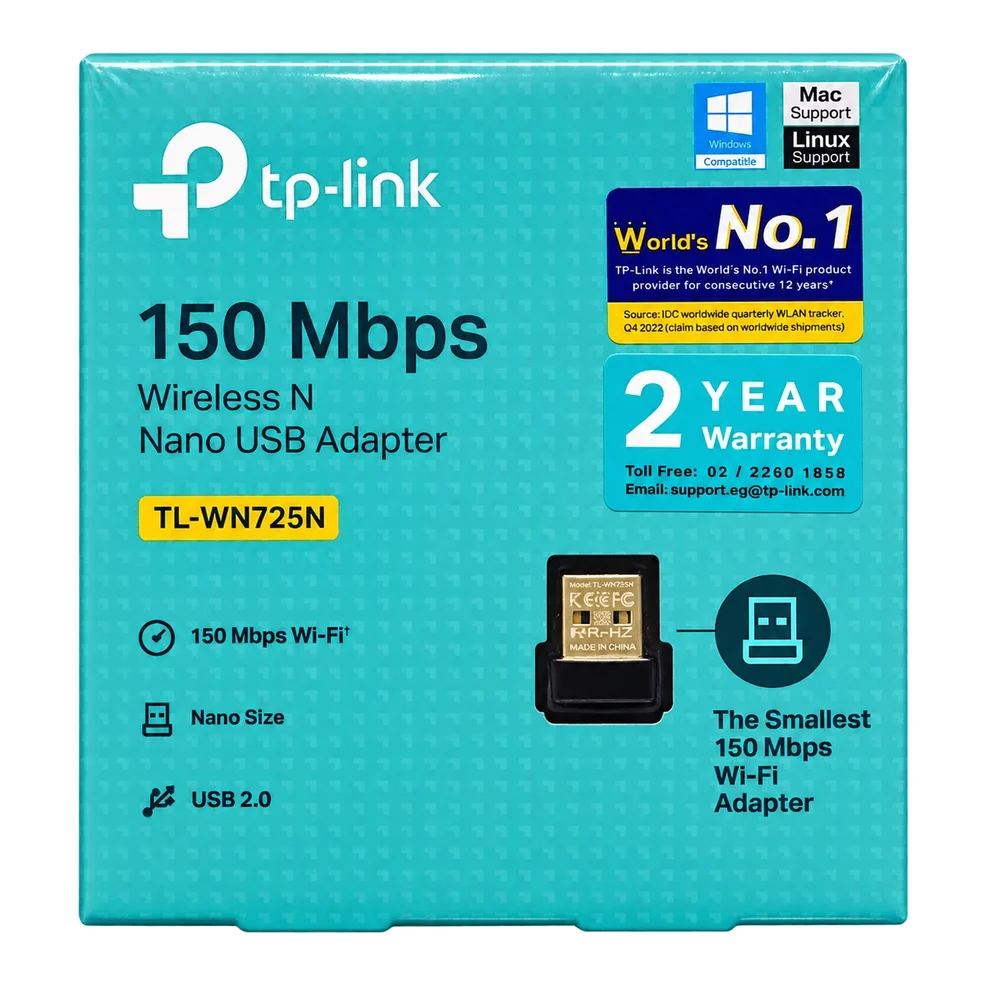 tp-link
Windows
Compatible
Mac
Support
Linux
Support
World's No.1
TP-Link is the World's No.1 Wi-Fi product
provider for consecutive 12 years*
Source: IDC worldwide quarterly WLAN tracker.
Q4 2022 (claim based on worldwide shipments)
150 Mbps
Wireless N
Nano USB Adapter
TL-WN725N
2 YEAR
Warranty
Toll Free: 02 / 2260 1858
Email: support.eg@tp-link.com
150 Mbps Wi-Fi†
Nano Size
USB 2.0
MADE IN CHINA
The Smallest
150 Mbps
Wi-Fi
Adapter